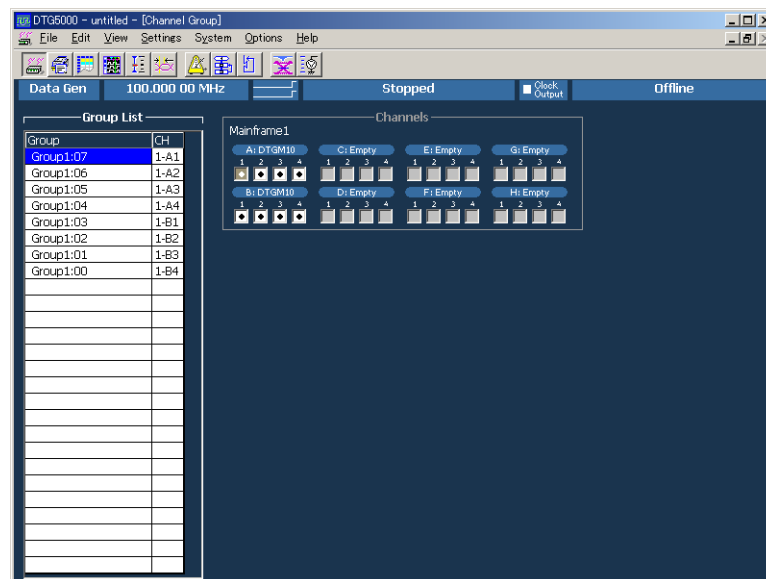 DTG5000 - untitled - [Channel Group]
File Edit View Settings System Options Help
Data Gen 100.000 00 MHz Stopped Clock Output Offline
Group List
Group CH
Group1:07 1-A1
Group1:06 1-A2
Group1:05 1-A3
Group1:04 1-A4
Group1:03 1-B1
Group1:02 1-B2
Group1:01 1-B3
Group1:00 1-B4
Channels
Mainframe1
A: DTGM10 C: Empty E: Empty G: Empty
1 2 3 4 1 2 3 4 1 2 3 4 1 2 3 4
B: DTGM10 D: Empty F: Empty H: Empty
1 2 3 4 1 2 3 4 1 2 3 4 1 2 3 4